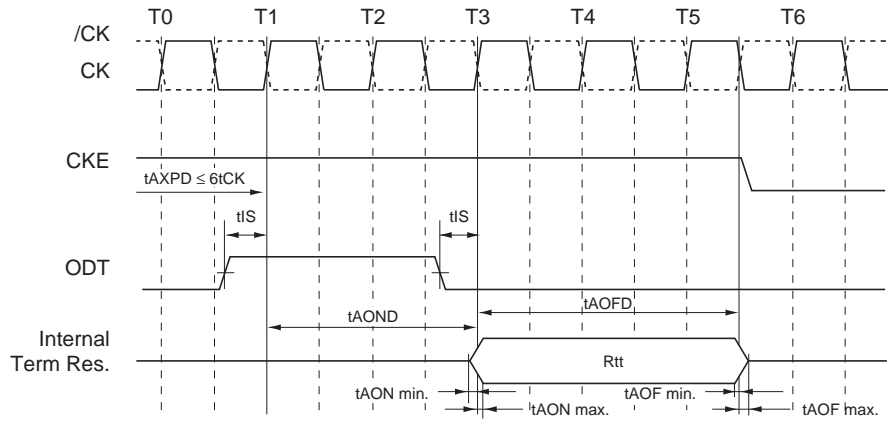 T0 T1 T2 T3 T4 T5 T6
/CK
CK
CKE
tAXPD ≤ 6tCK
tIS tIS
ODT
tAOND tAOFD
Internal
Term Res.
Rtt
tAON min. tAOF min.
tAON max. tAOF max.